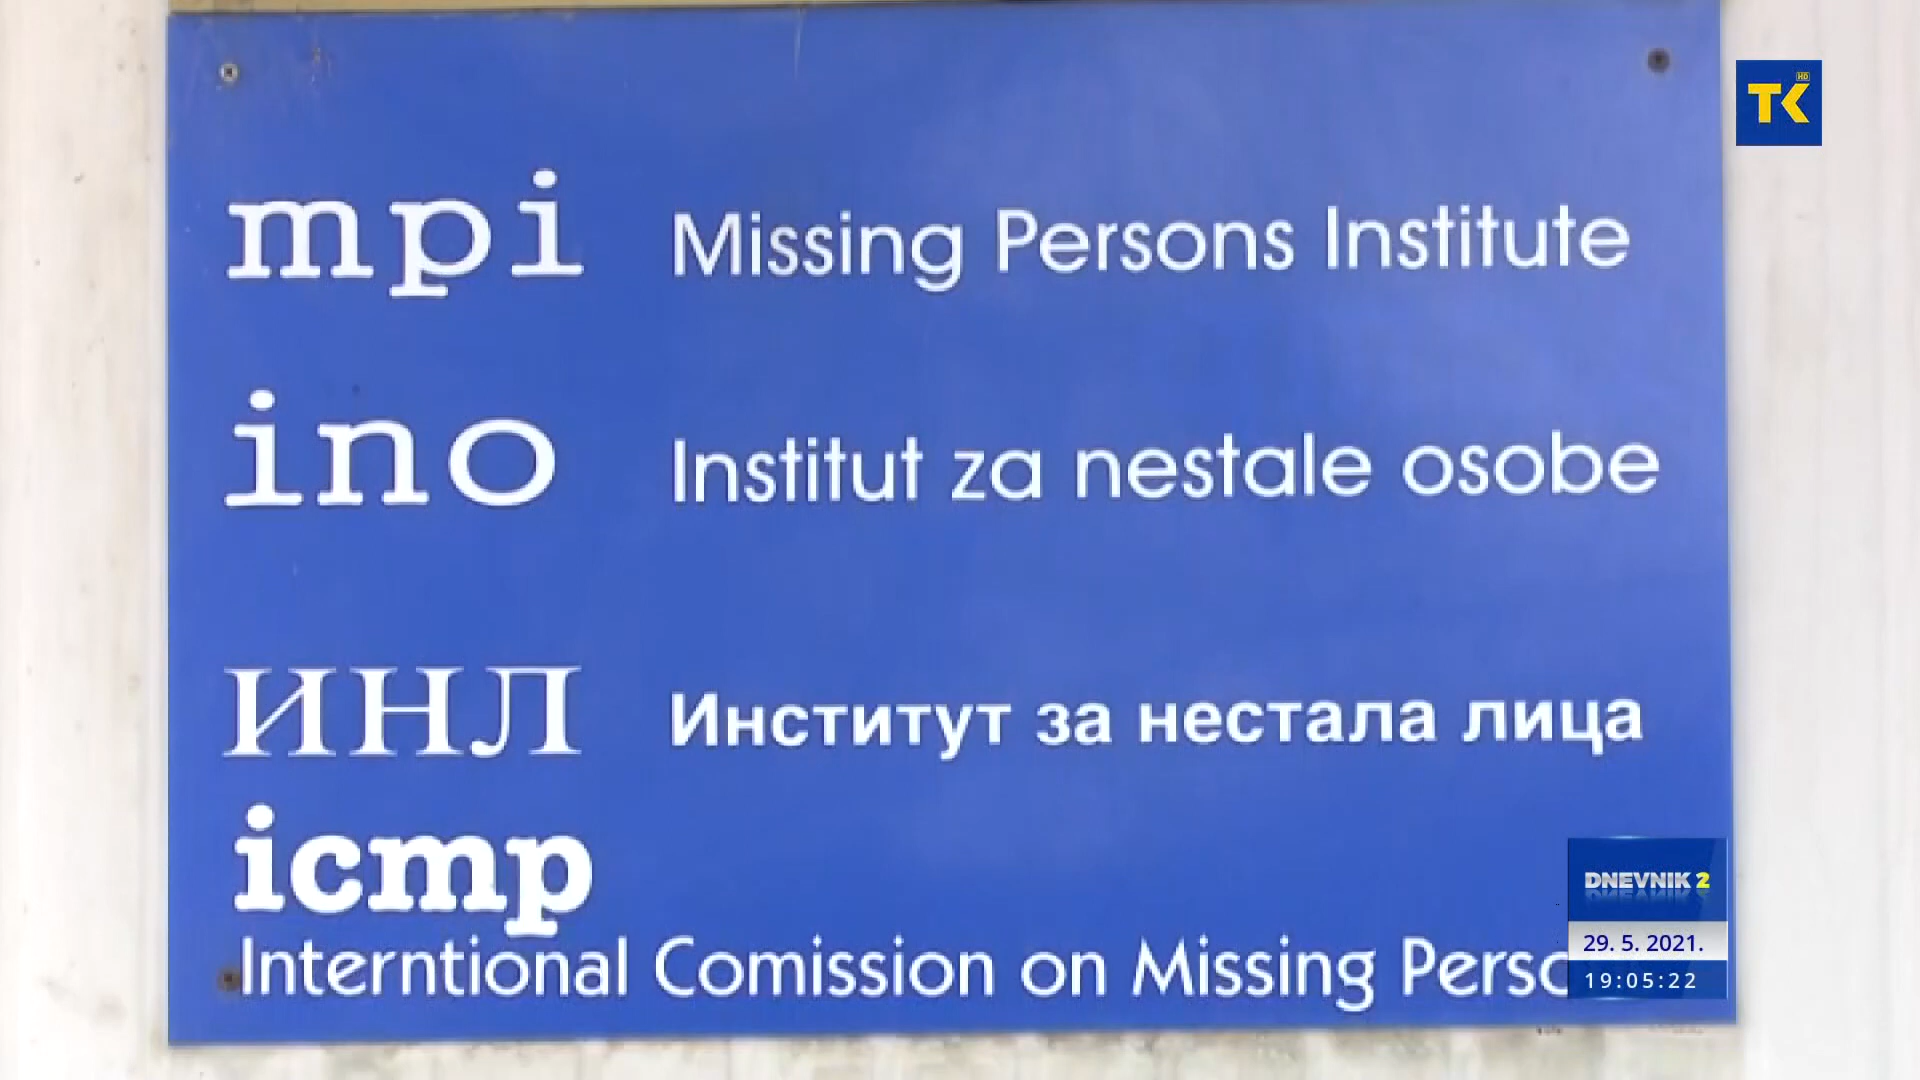 HD
TK
mpi Missing Persons Institute
ino Institut za nestale osobe
ИНЛ Институт за нестала лица
icmp
Interntional Comission on Missing
DNEVNIK 2
29. 5. 2021.
19:05:22